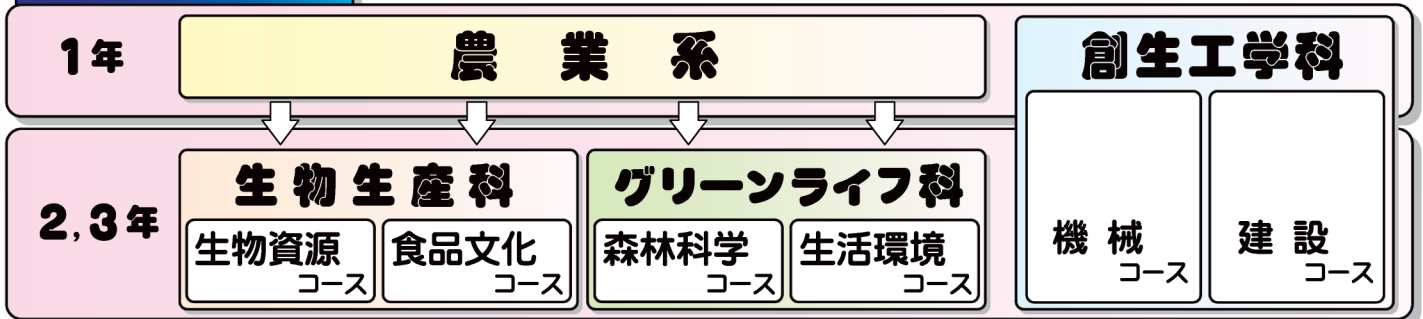 1年
農業系
創生工学科
2,3年
生物生産科
グリーンライフ科
生物資源
コース
食品文化
コース
森林科学
コース
生活環境
コース
機械
コース
建設
コース